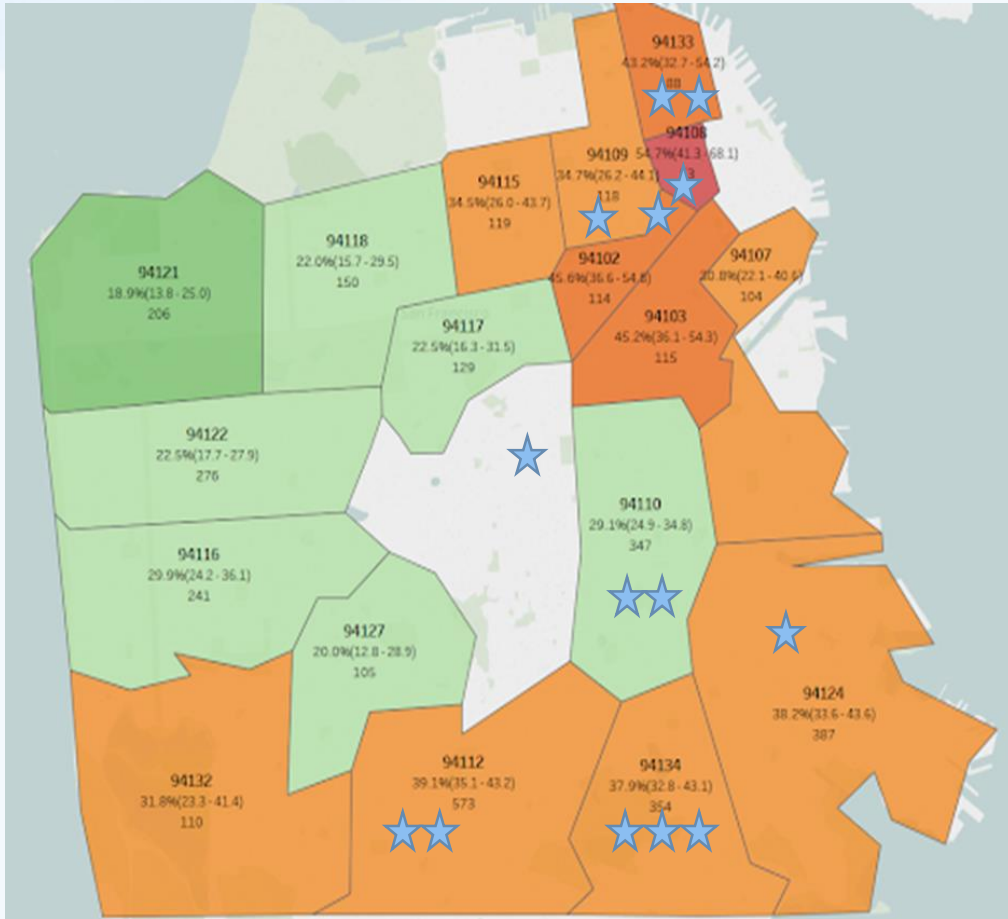 94133
43.2%(32.7 - 54.2)
88
94108
54.7%(41.3 - 68.1)
94109
34.7%(26.2 - 44.1)
118
94115
34.5%(26.0 - 43.7)
119
94118
22.0%(15.7 - 29.5)
150
94121
18.9%(13.8 - 25.0)
206
94102
45.6%(36.6 - 54.8)
114
94107
30.8%(22.1 - 40.6)
104
94103
45.2%(36.1 - 54.3)
115
94117
22.5%(16.3 - 31.5)
129
94122
22.5%(17.7 - 27.9)
276
94110
29.1%(24.9 - 34.8)
347
94116
29.9%(24.2 - 36.1)
241
94127
20.0%(12.8 - 28.9)
105
94124
38.2%(33.6 - 43.6)
387
94112
39.1%(35.1 - 43.2)
573
94134
37.9%(32.8 - 43.1)
354
94132
31.8%(23.3 - 41.4)
110